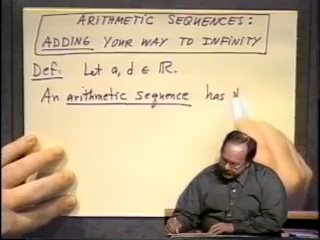 ARITHMETIC SEQUENCES:
ADDING YOUR WAY TO INFINITY
Def: Let a, d ∈ ℝ.
An arithmetic sequence has